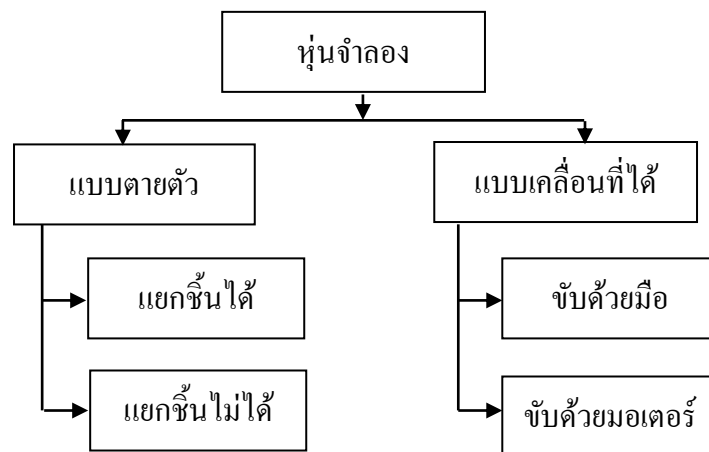 หุ่นจำลอง
แบบตายตัว
แบบเคลื่อนที่ได้
แยกชิ้นได้
ขับด้วยมือ
แยกชิ้นไม่ได้
ขับด้วยมอเตอร์